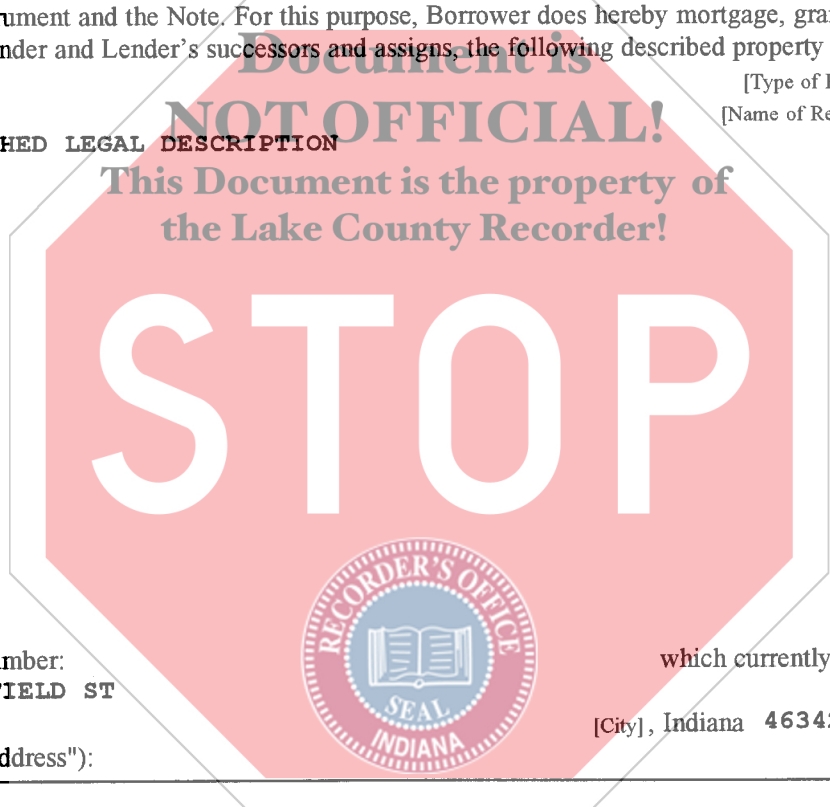 ument and the Note. For this purpose, Borrower does hereby mortgage, gra
nder and Lender's successors and assigns, the following described property
Document is
[Type of
NOT OFFICIAL!
[Name of Re
HED LEGAL DESCRIPTION
This Document is the property of
the Lake County Recorder!
STOP
RECORDER'S OFFICE
SEAL
INDIANA
mber:
which currently
FIELD ST
[City], Indiana 4634
ddress"):